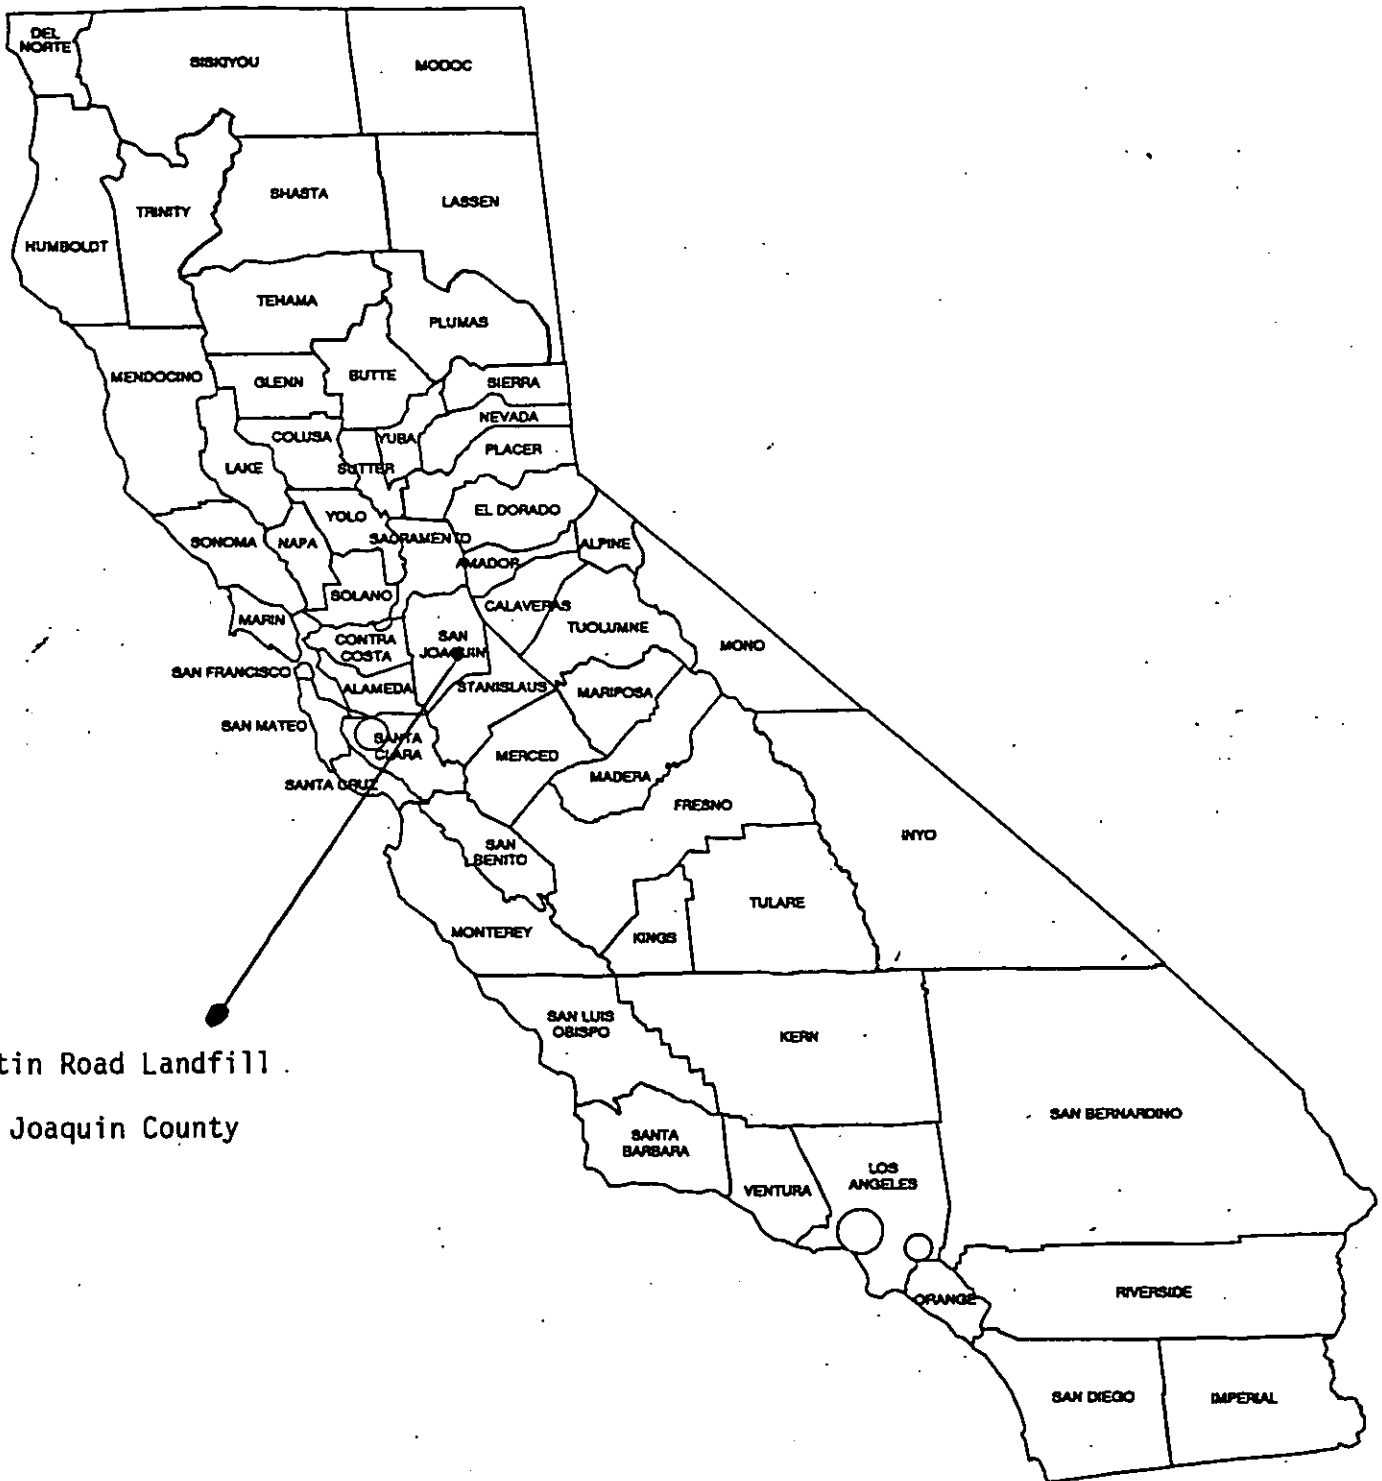 DEL
NORTE
SISKIYOU
MODOC
HUMBOLDT
TRINITY
SHASTA
LASSEN
TEHAMA
PLUMAS
MENDOCINO
GLENN
BUTTE
SIERRA
NEVADA
COLUSA
YUBA
PLACER
LAKE
SUTTER
EL DORADO
YOLO
SONOMA
NAPA
SACRAMENTO
ALPINE
AMADOR
SOLANO
CALAVERAS
MARIN
TUOLUMNE
CONTRA
COSTA
SAN
JOAQUIN
MONO
SAN FRANCISCO
ALAMEDA
STANISLAUS
MARIPOSA
SAN MATEO
SANTA
CLARA
MERCED
MADERA
SANTA CRUZ
FRESNO
INYO
SAN
BENITO
TULARE
MONTEREY
KINGS
SAN LUIS
OBISPO
KERN
tin Road Landfill
Joaquin County
SAN BERNARDINO
SANTA
BARBARA
VENTURA
LOS
ANGELES
ORANGE
RIVERSIDE
SAN DIEGO
IMPERIAL